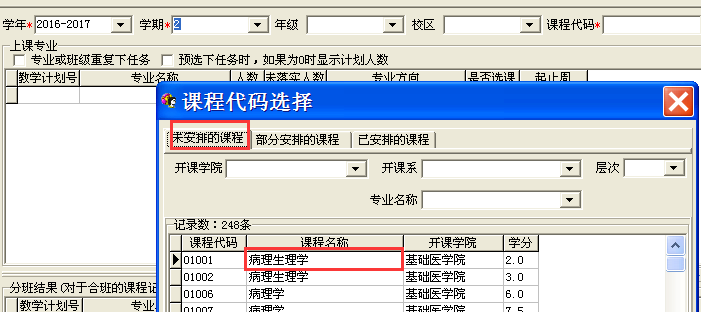 学年* 2016-2017 学期* 2 年级 校区 课程代码*
上课专业
专业或班级重复下任务 预选下任务时，如果为0时显示计划人数
教学计划号 专业名称 人数 未落实人数 专业方向 是否选课 起止周
课程代码选择
未安排的课程 部分安排的课程 已安排的课程
开课学院 开课系 层次
专业名称
记录数：248条
课程代码 课程名称 开课学院 学分
01001 病理生理学 基础医学院 2.0
01002 病理生理学 基础医学院 3.0
01006 病理学 基础医学院 6.0
01007 病理学 基础医学院 7.5
分班结果(对于合班的课程记
教学计划号 专业